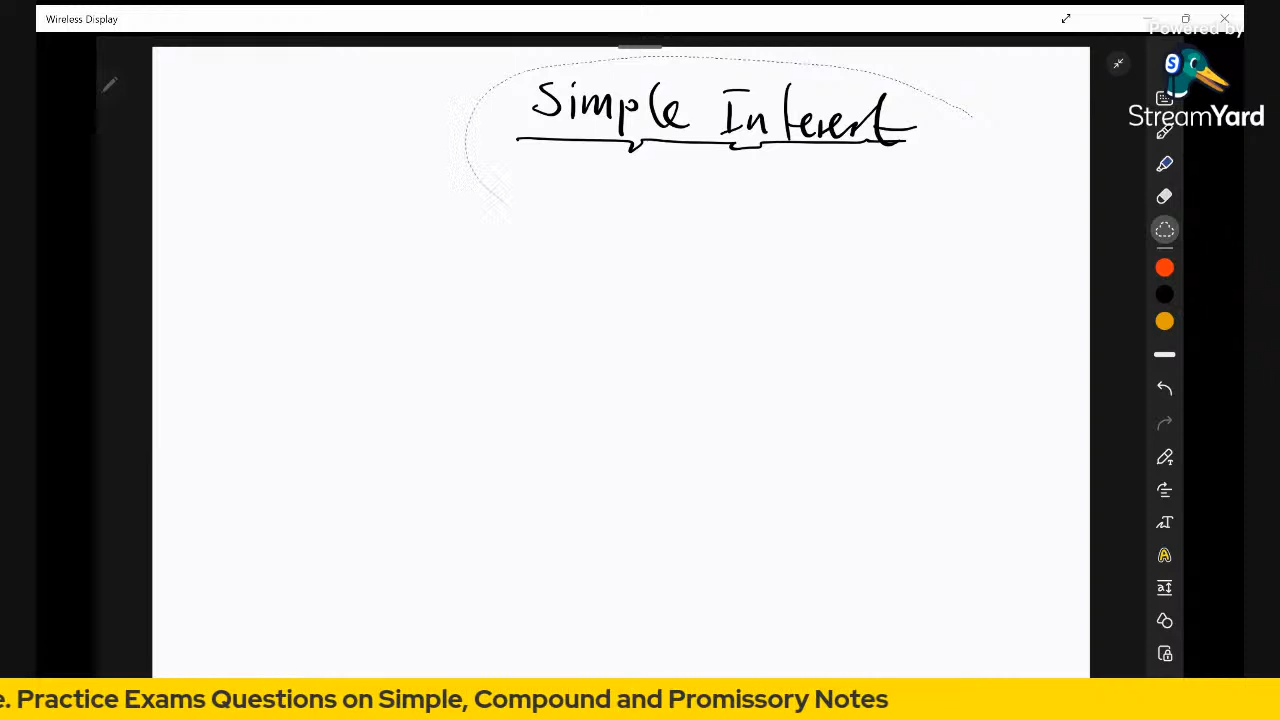 Wireless Display
Powered by
StreamYard
Simple Interest
e. Practice Exams Questions on Simple, Compound and Promissory Notes